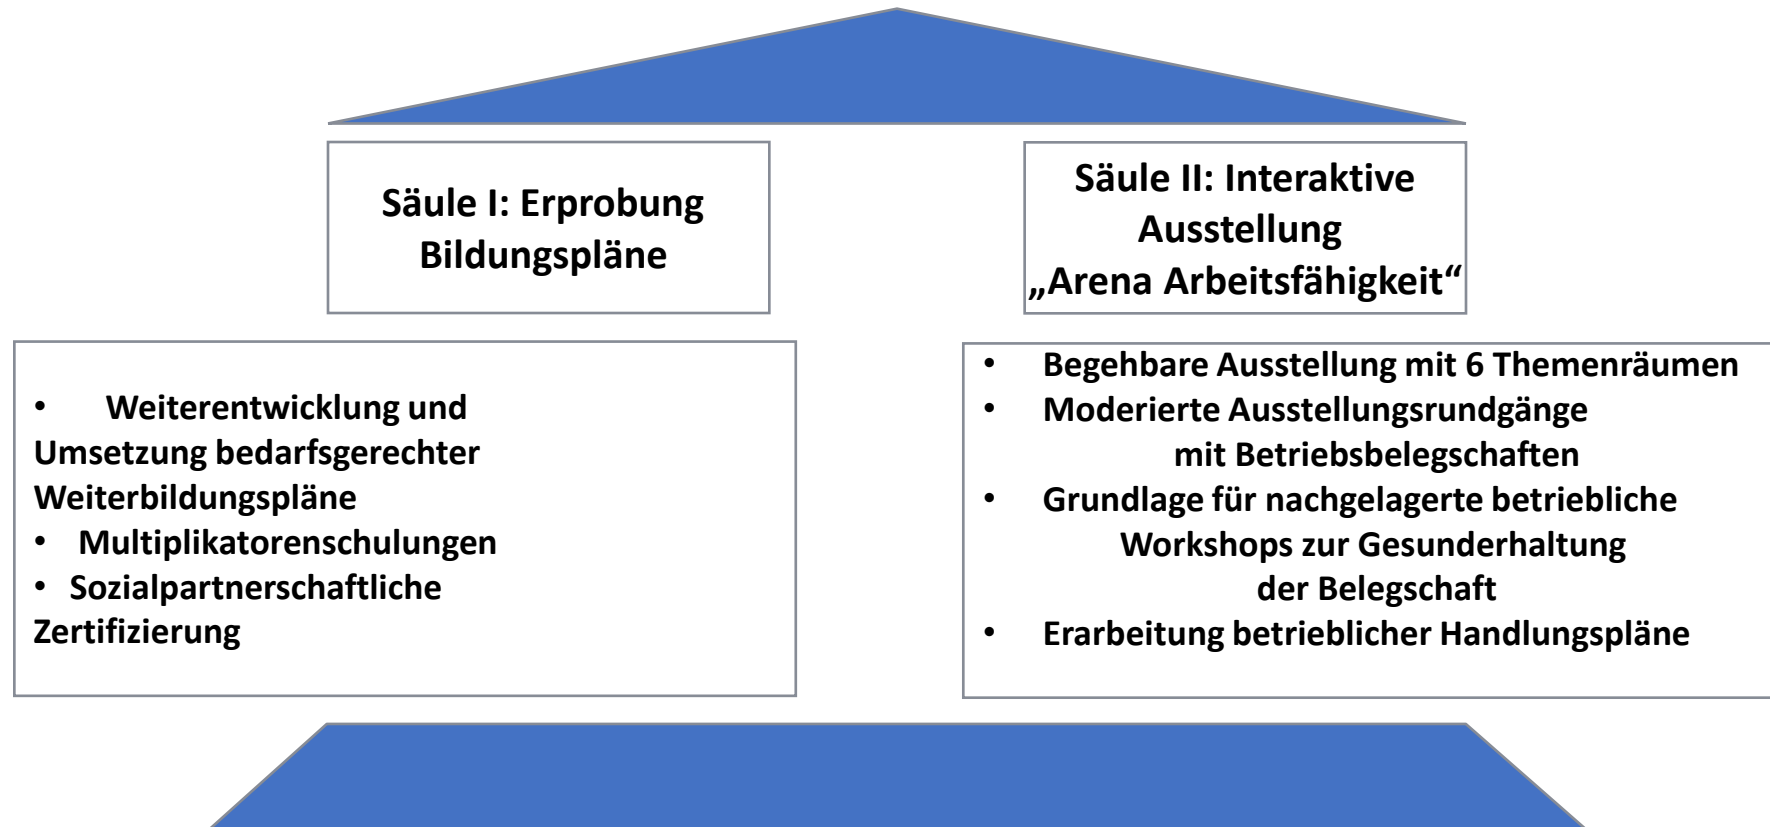 Säule I: Erprobung
Bildungspläne
Säule II: Interaktive
Ausstellung
„Arena Arbeitsfähigkeit“
• Weiterentwicklung und
Umsetzung bedarfsgerechter
Weiterbildungspläne
• Multiplikatorenschulungen
• Sozialpartnerschaftliche
Zertifizierung
• Begehbare Ausstellung mit 6 Themenräumen
• Moderierte Ausstellungsrundgänge
mit Betriebsbelegschaften
• Grundlage für nachgelagerte betriebliche
Workshops zur Gesunderhaltung
der Belegschaft
• Erarbeitung betrieblicher Handlungspläne